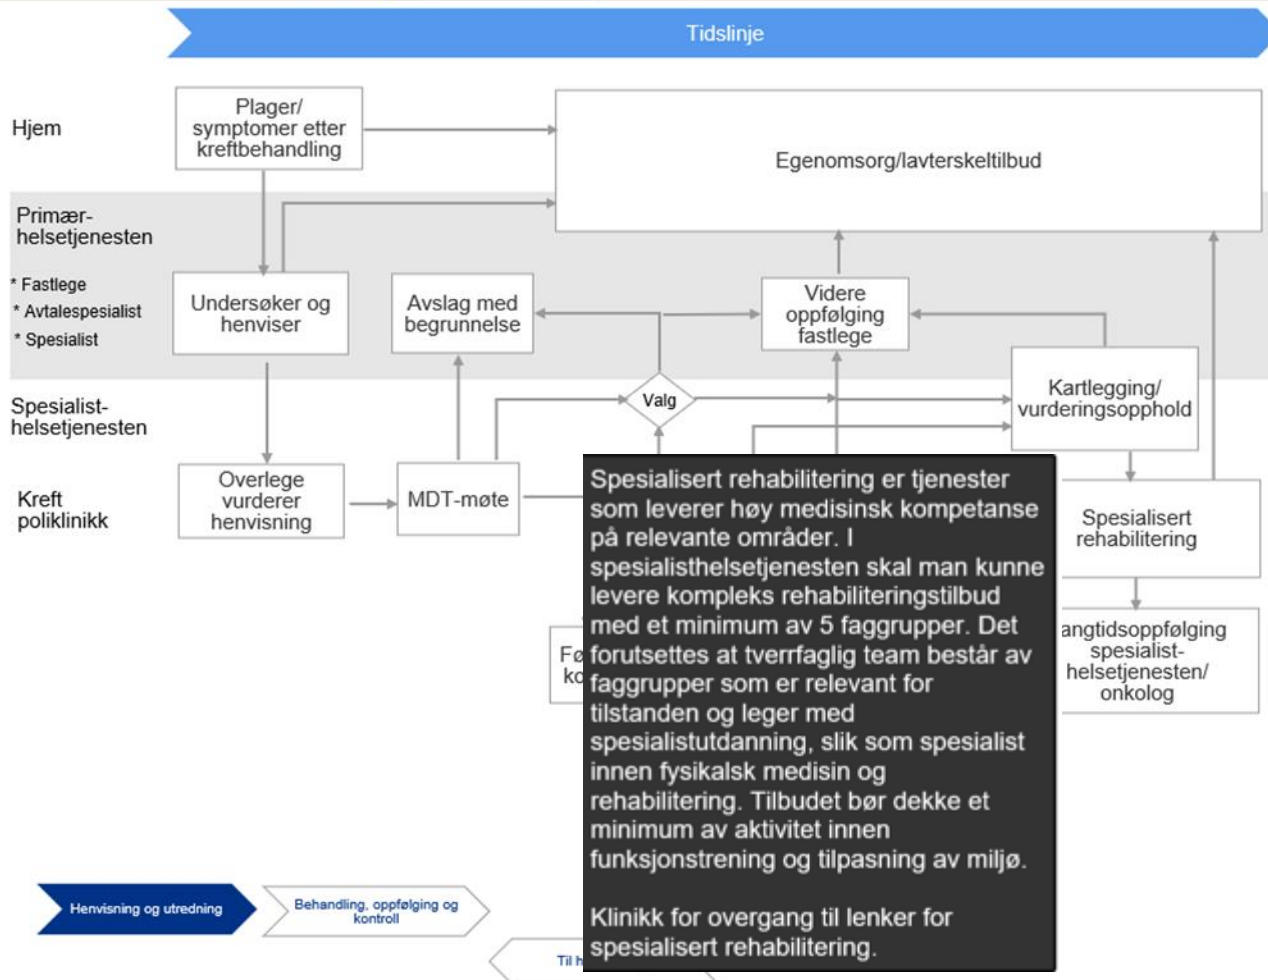 Tidslinje
Hjem
Plager/
symptomer etter
kreftbehandling
Egenomsorg/lavterskeltilbud
Primær-
helsetjenesten
* Fastlege
* Avtalespesialist
* Spesialist
Undersøker og
henviser
Avslag med
begrunnelse
Videre
oppfølging
fastlege
Spesialist-
helsetjenesten
Valg
Kartlegging/
vurderingsopphold
Kreft
poliklinikk
Overlege
vurderer
henvisning
MDT-møte
Spesialisert
rehabilitering
angtidsoppfølging
spesialist-
helsetjenesten/
onkolog
Spesialisert rehabilitering er tjenester
som leverer høy medisinsk kompetanse
på relevante områder. I
spesialisthelsetjenesten skal man kunne
levere kompleks rehabiliteringstilbud
med et minimum av 5 faggrupper. Det
forutsettes at tverrfaglig team består av
faggrupper som er relevant for
tilstanden og leger med
spesialistutdanning, slik som spesialist
innen fysikalsk medisin og
rehabilitering. Tilbudet bør dekke et
minimum av aktivitet innen
funksjonstrening og tilpasning av miljø.
Klinikk for overgang til lenker for
spesialisert rehabilitering.
Henvisning og utredning
Behandling, oppfølging og
kontroll
Til